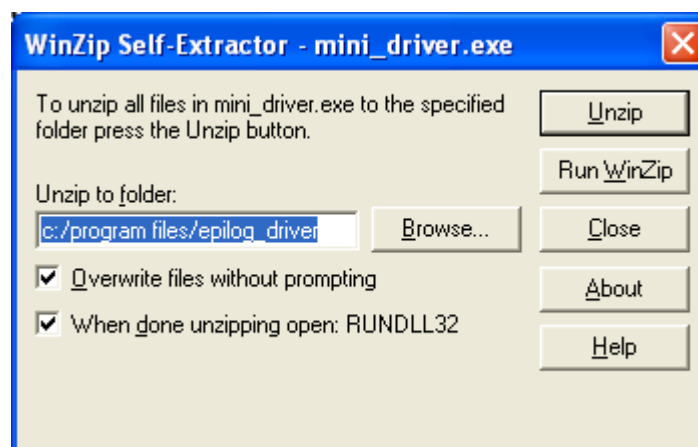 WinZip Self-Extractor - mini_driver.exe
To unzip all files in mini_driver.exe to the specified
folder press the Unzip button.
Unzip to folder:
c:/program files/epilog_driver
Browse...
Overwrite files without prompting
When done unzipping open: RUNDLL32
Unzip
Run WinZip
Close
About
Help